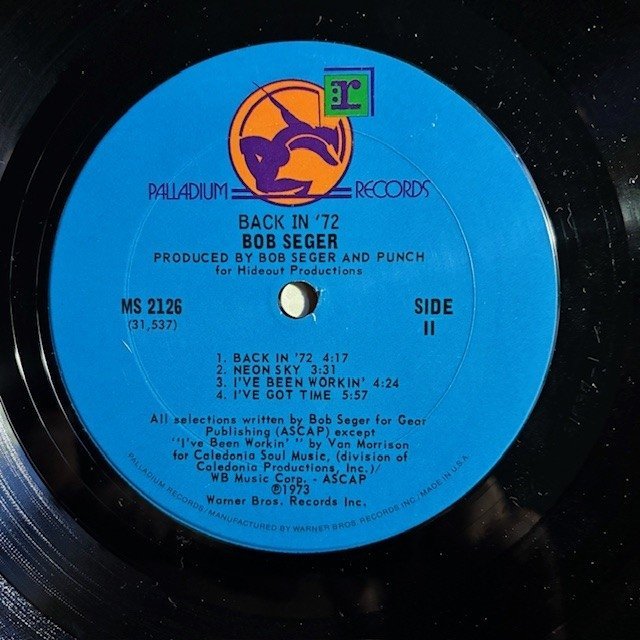 :r
PALLADIUM RECORDS
BACK IN '72
BOB SEGER
PRODUCED BY BOB SEGER AND PUNCH
for Hideout Productions
MS 2126
(31,537)
SIDE
II
1. BACK IN '72 4:17
2. NEON SKY 3:31
3. I'VE BEEN WORKIN' 4:24
4. I'VE GOT TIME 5:57
All selections written by Bob Seger for Gear
Publishing (ASCAP) except
"I've Been Workin' " by Van Morrison
for Caledonia Soul Music, (division of
Caledonia Productions, Inc.)/
WB Music Corp. - ASCAP
℗1973
Warner Bros. Records Inc.
PALLADIUM RECORDS/MANUFACTURED BY WARNER BROS. RECORDS INC./MADE IN U.S.A.